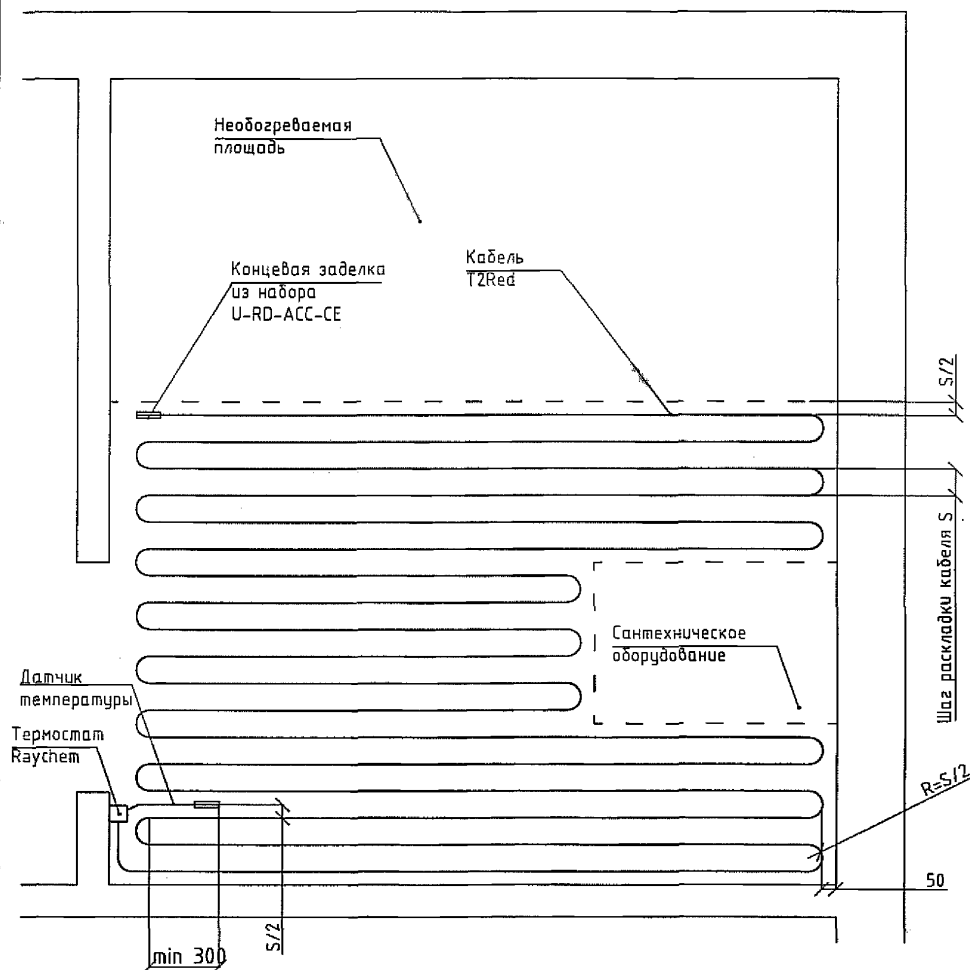 Необогреваемая
площадь
Концевая заделка
из набора
U-RD-ACC-CE
Кабель
T2Red
S/2
Шаг раскладки кабеля S
Сантехническое
оборудование
Датчик
температуры
Термостат
Raychem
R=S/2
50
S/2
min 300